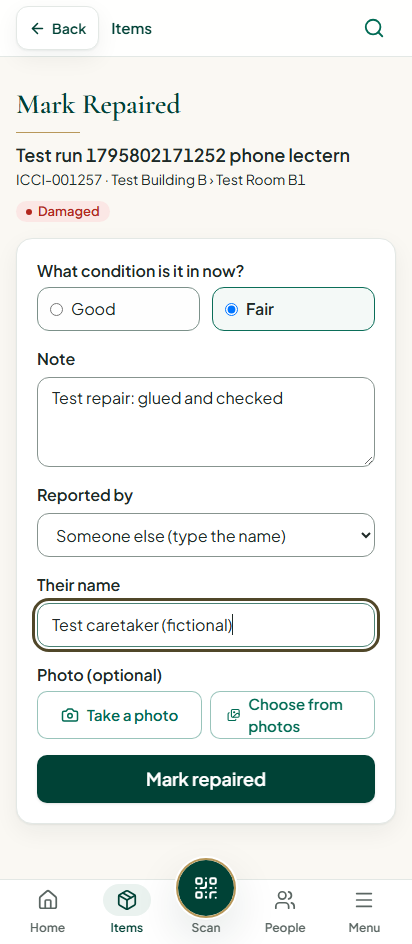 Back
Items
Mark Repaired
Test run 1795802171252 phone lectern
ICCI-001257 · Test Building B › Test Room B1
Damaged
What condition is it in now?
Good
Fair
Note
Test repair: glued and checked
Reported by
Someone else (type the name)
Their name
Test caretaker (fictional)
Photo (optional)
Take a photo
Choose from
photos
Mark repaired
Home
Items
Scan
People
Menu